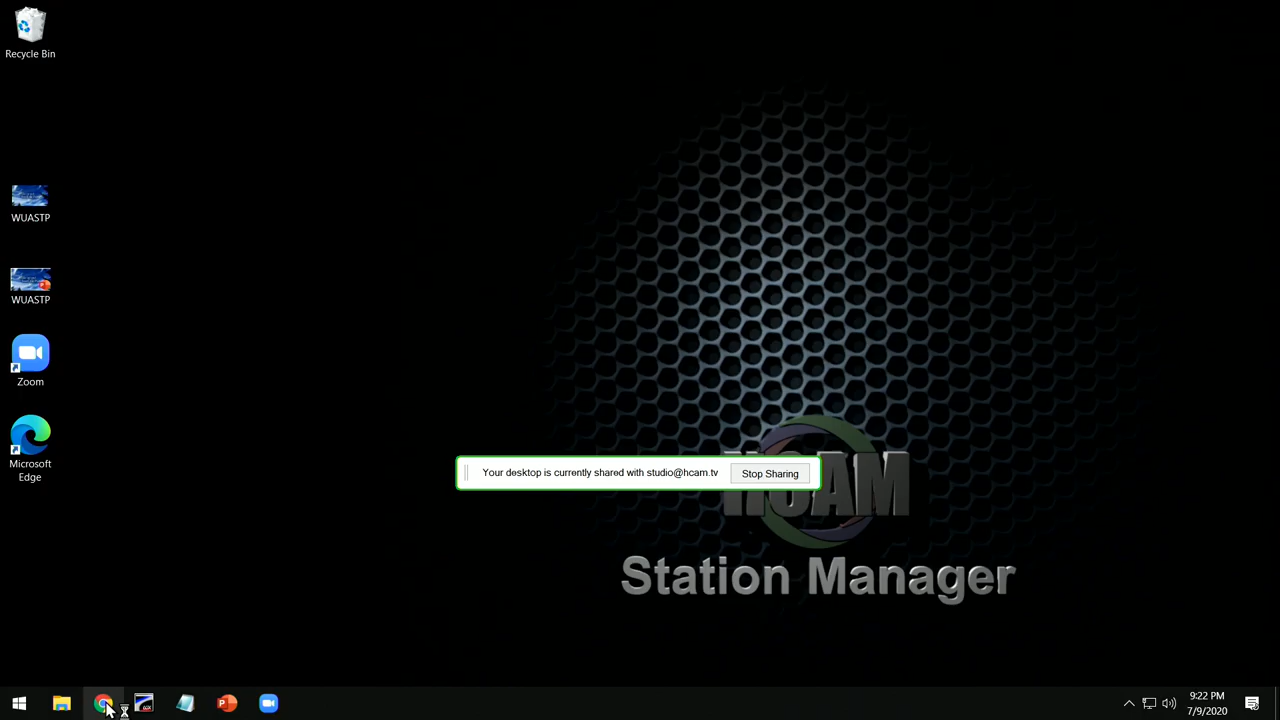 Recycle Bin
WUASTP
WUASTP
Zoom
Microsoft
Edge
Your desktop is currently shared with studio@hcam.tv
Stop Sharing
HCAM
Station Manager
9:22 PM
7/9/2020